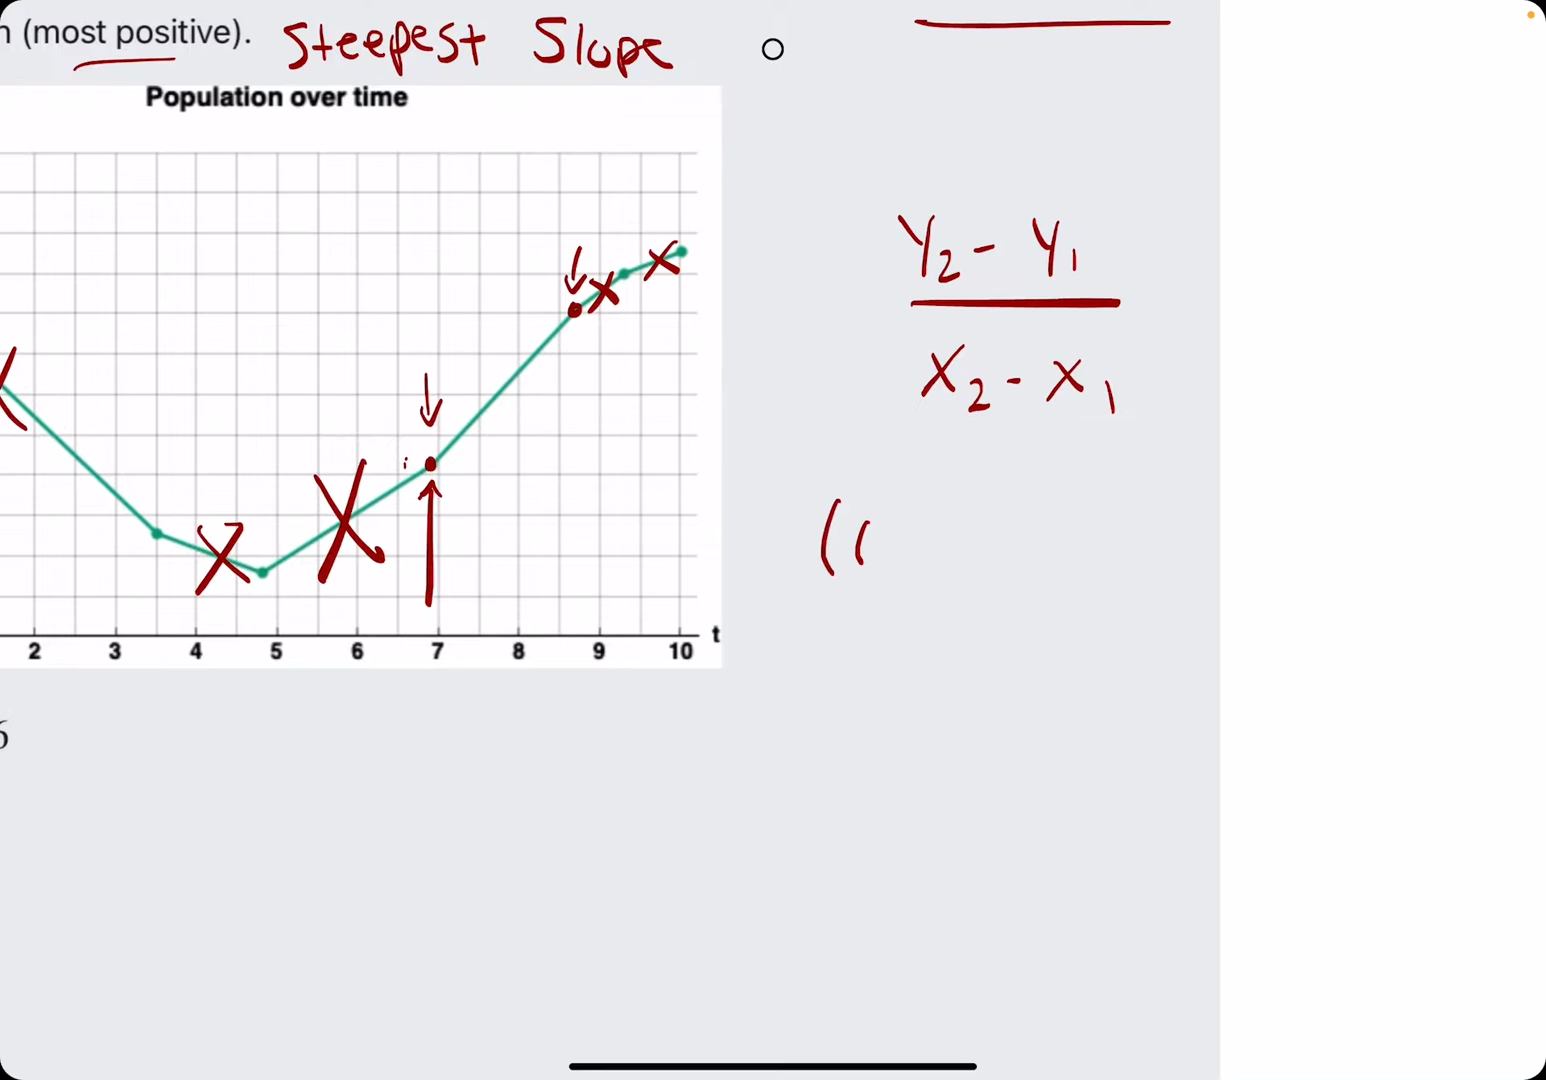 n (most positive). Steepest Slope
Population over time
Y2 - Y1
X2 - X1
((
t
2 3 4 5 6 7 8 9 10
6